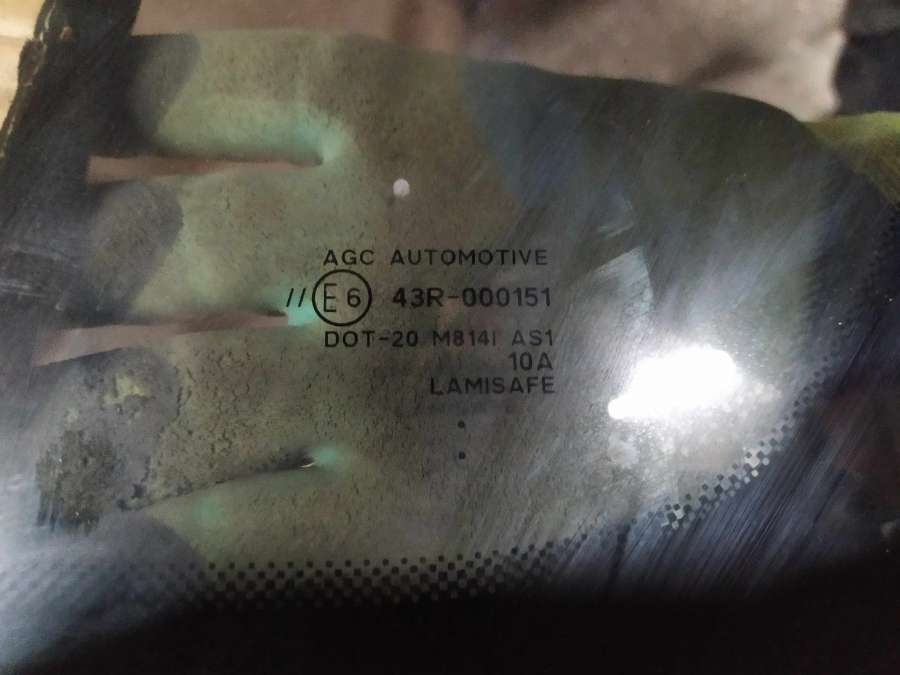 AGC AUTOMOTIVE
// E6 43R-000151
DOT-20 M814I AS1
10A
LAMISAFE